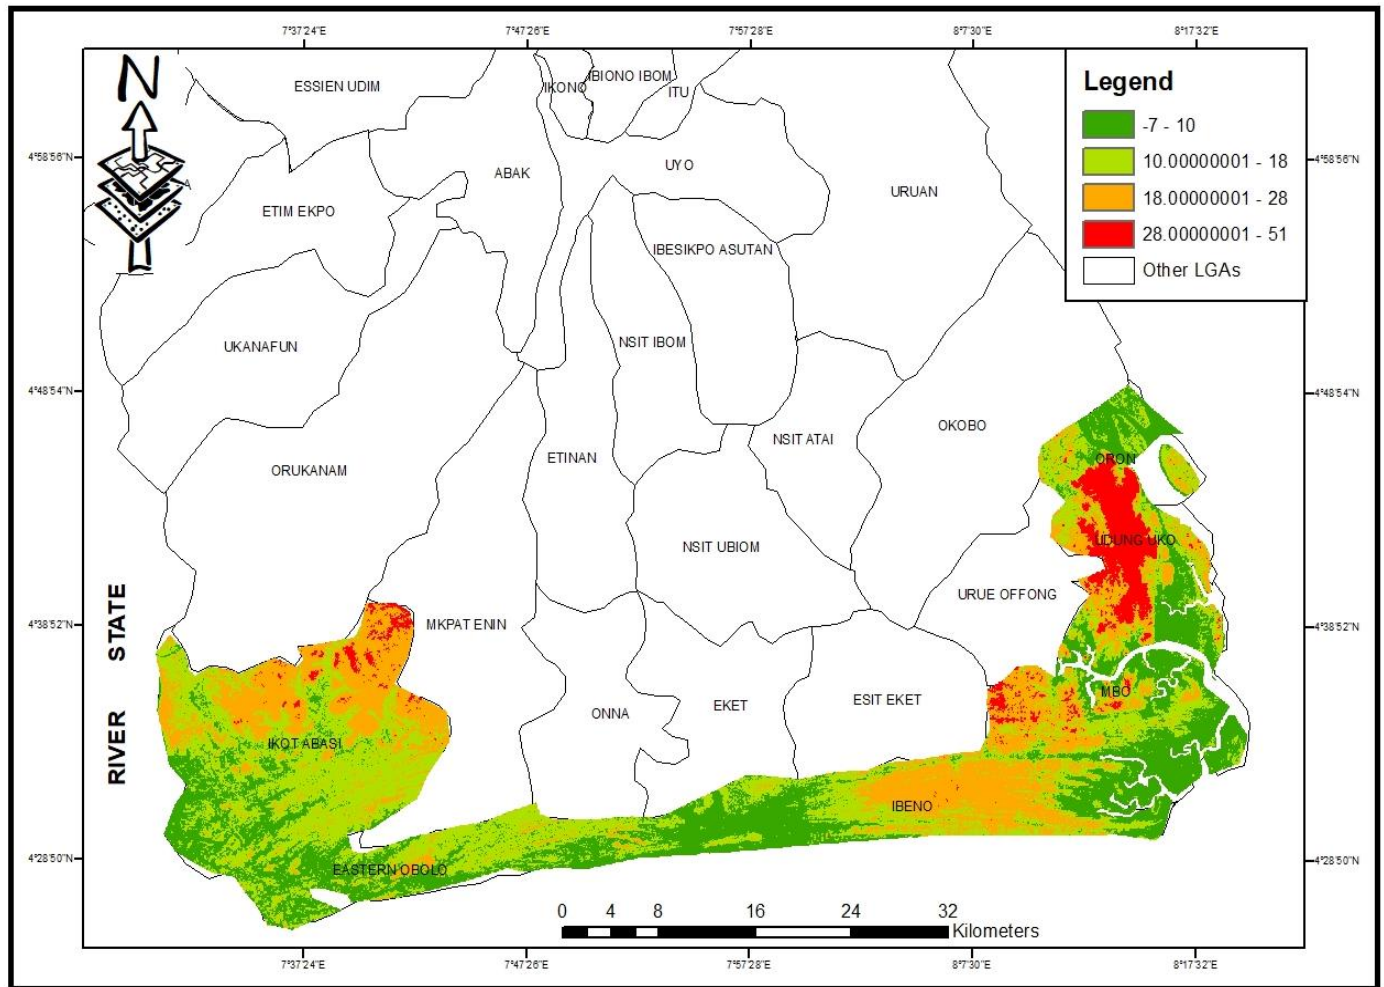 7°37'24"E 7°47'26"E 7°57'28"E 8°7'30"E 8°17'32"E
N
ESSIEN UDIM
IKONO
IBIONO IBOM
ITU
Legend
-7 - 10
10.00000001 - 18
18.00000001 - 28
28.00000001 - 51
Other LGAs
4°58'56"N
4°58'56"N
A
ABAK
UYO
URUAN
ETIM EKPO
IBESIKPO ASUTAN
UKANAFUN
NSIT IBOM
4°48'54"N
4°48'54"N
OKOBO
NSIT ATAI
ORUKANAM
ETINAN
ORON
NSIT UBIOM
UDUNG UKO
URUE OFFONG
RIVER STATE
4°38'52"N
4°38'52"N
MKPAT ENIN
MBO
ESIT EKET
EKET
ONNA
IKOT ABASI
IBENO
4°28'50"N
4°28'50"N
EASTERN OBOLO
0 4 8 16 24 32
Kilometers
7°37'24"E 7°47'26"E 7°57'28"E 8°7'30"E 8°17'32"E